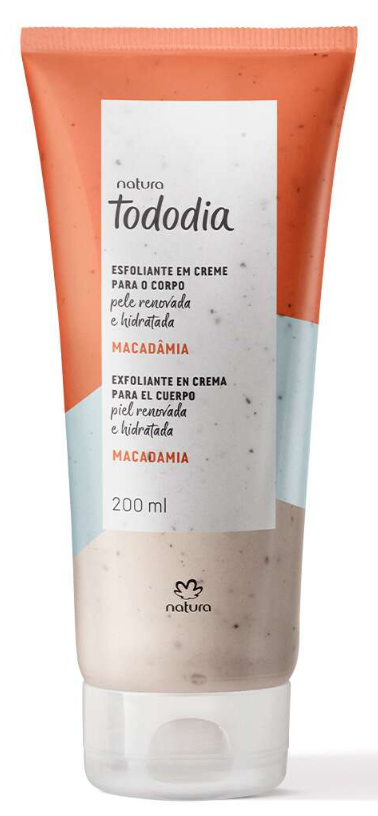 natura
tododia
ESFOLIANTE EM CREME
PARA O CORPO
pele renovada
e hidratada
MACADÂMIA
EXFOLIANTE EN CREMA
PARA EL CUERPO
piel renovada
e hidratada
MACADAMIA
200 ml
natura